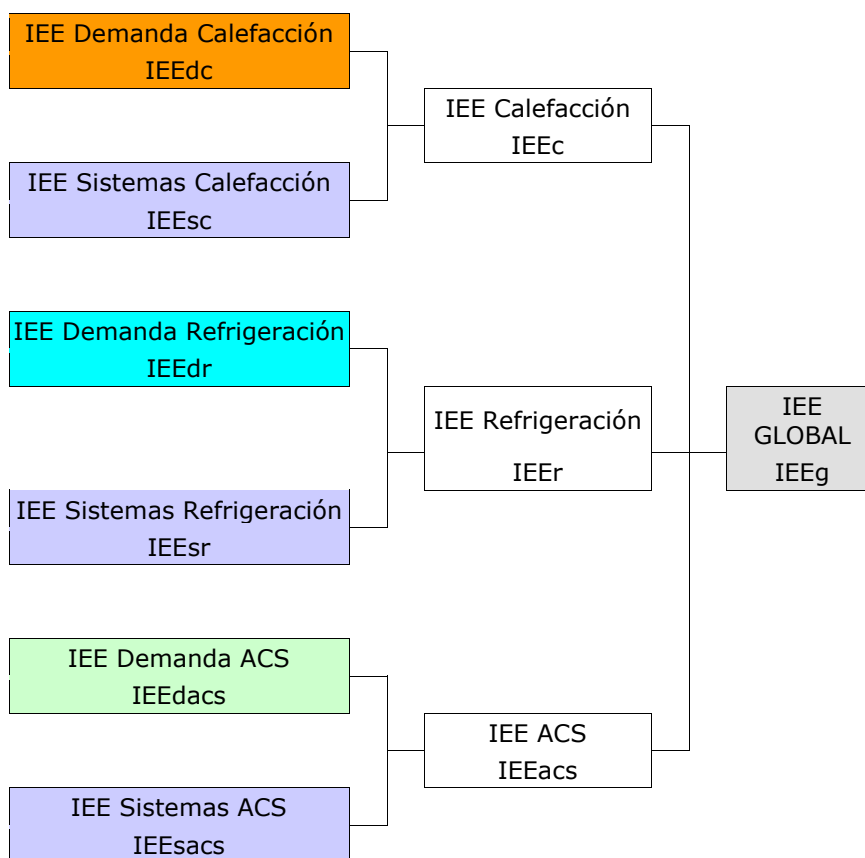 IEE Demanda Calefacción
IEEdc
IEE Sistemas Calefacción
IEEsc
IEE Calefacción
IEEc
IEE Demanda Refrigeración
IEEdr
IEE Sistemas Refrigeración
IEEsr
IEE Refrigeración
IEEr
IEE Demanda ACS
IEEdacs
IEE Sistemas ACS
IEEsacs
IEE ACS
IEEacs
IEE
GLOBAL
IEEg